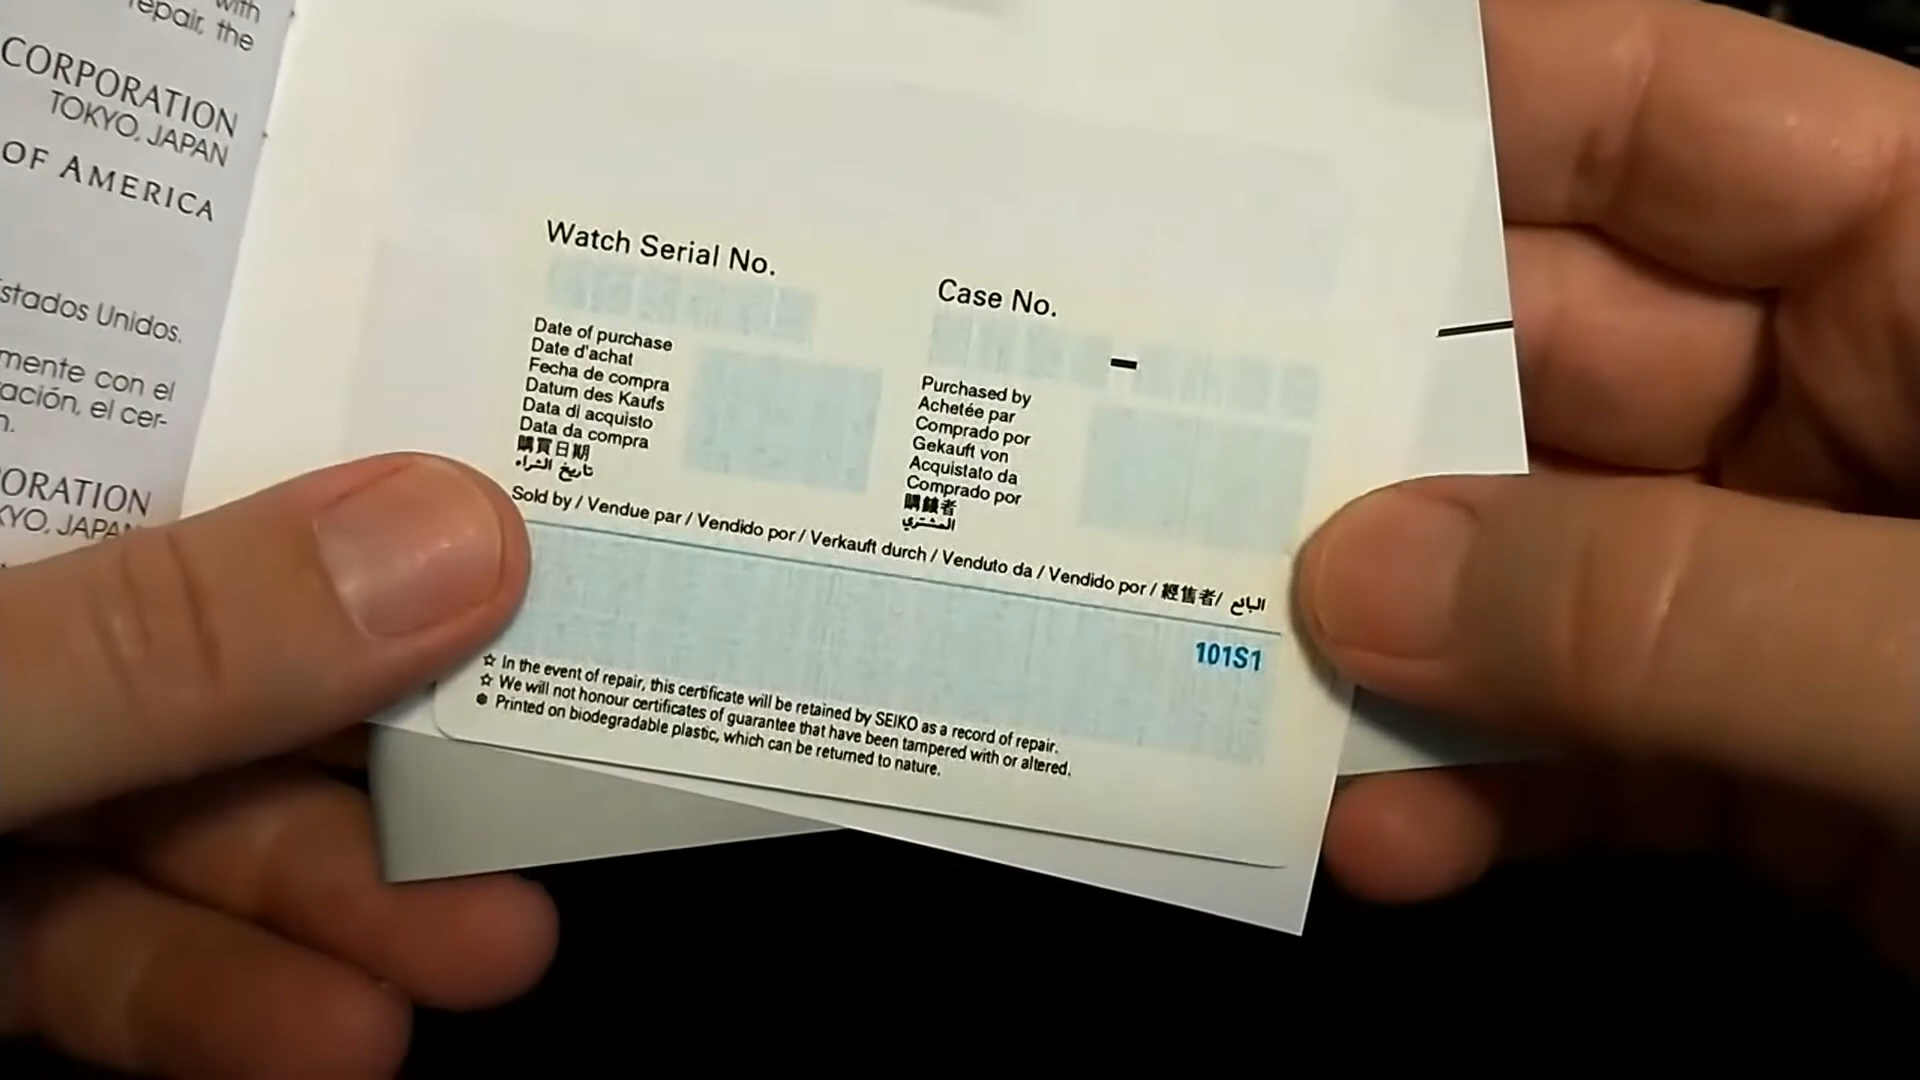 with
repair, the
CORPORATION
TOKYO, JAPAN
OF AMERICA
Estados Unidos.
mente con el
ación, el cer-
n.
ORATION
KYO, JAPAN
Watch Serial No.
Case No.
Date of purchase
Date d'achat
Fecha de compra
Datum des Kaufs
Data di acquisto
Data da compra
購買日期
تاريخ الشراء
Purchased by
Achetée par
Comprado por
Gekauft von
Acquistato da
Comprado por
購錶者
المشتري
Sold by / Vendue par / Vendido por / Verkauft durch / Venduto da / Vendido por / 經售者/ البائع
101S1
☆ In the event of repair, this certificate will be retained by SEIKO as a record of repair.
☆ We will not honour certificates of guarantee that have been tampered with or altered.
Printed on biodegradable plastic, which can be returned to nature.